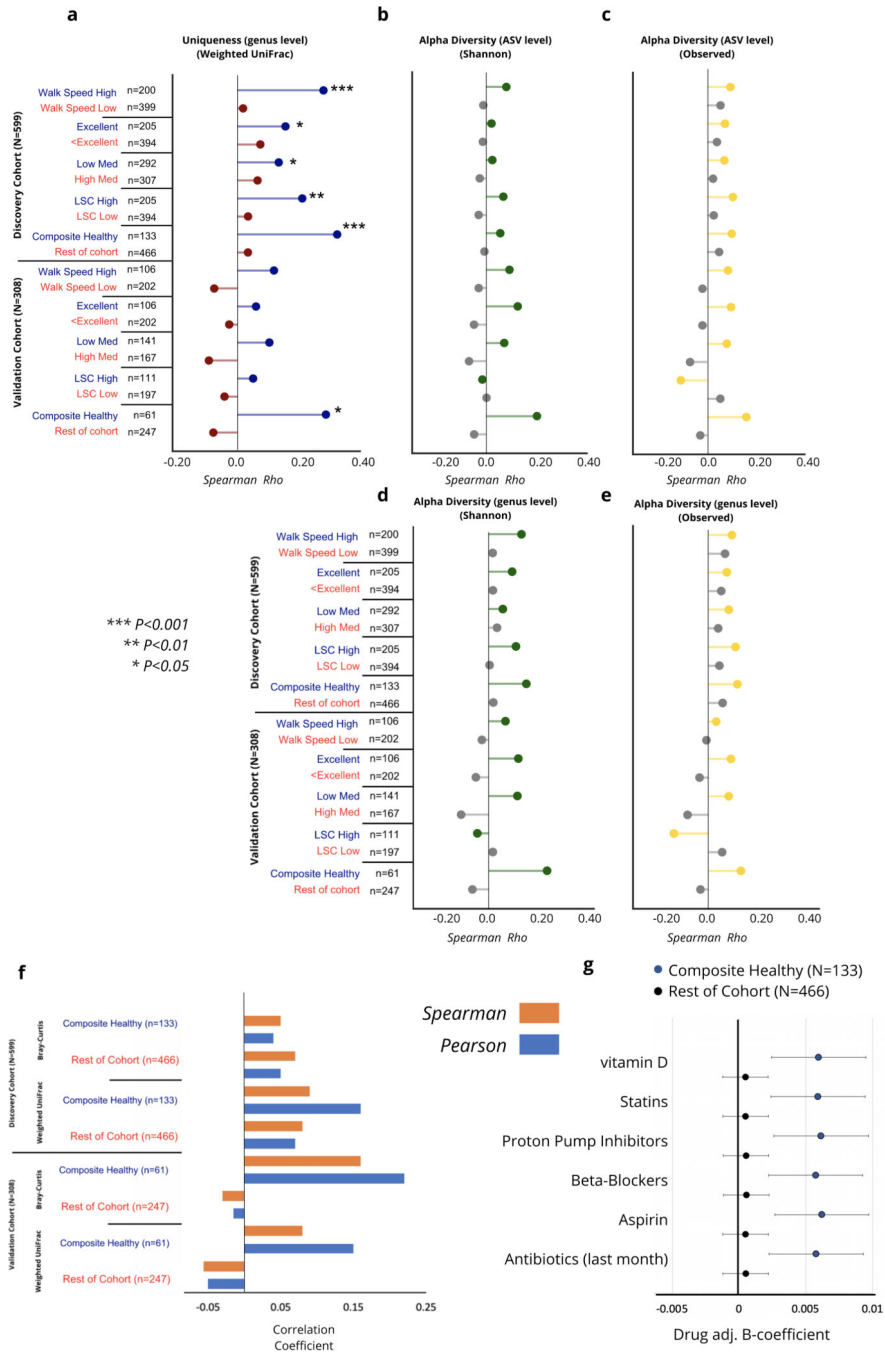 a
Uniqueness (genus level)
(Weighted UniFrac)
Discovery Cohort (N=599)
Walk Speed High n=200 ***
Walk Speed Low n=399
Excellent n=205 *
<Excellent n=394
Low Med n=292 *
High Med n=307
LSC High n=205 **
LSC Low n=394
Composite Healthy n=133 ***
Rest of cohort n=466
Validation Cohort (N=308)
Walk Speed High n=106
Walk Speed Low n=202
Excellent n=106
<Excellent n=202
Low Med n=141
High Med n=167
LSC High n=111
LSC Low n=197
Composite Healthy n=61 *
Rest of cohort n=247
-0.20 0.0 0.20 0.40
Spearman Rho
b
Alpha Diversity (ASV level)
(Shannon)
-0.20 0.0 0.20 0.40
Spearman Rho
c
Alpha Diversity (ASV level)
(Observed)
-0.20 0.0 0.20 0.40
Spearman Rho
*** P<0.001
** P<0.01
* P<0.05
d
Alpha Diversity (genus level)
(Shannon)
Discovery Cohort (N=599)
Walk Speed High n=200
Walk Speed Low n=399
Excellent n=205
<Excellent n=394
Low Med n=292
High Med n=307
LSC High n=205
LSC Low n=394
Composite Healthy n=133
Rest of cohort n=466
Validation Cohort (N=308)
Walk Speed High n=106
Walk Speed Low n=202
Excellent n=106
<Excellent n=202
Low Med n=141
High Med n=167
LSC High n=111
LSC Low n=197
Composite Healthy n=61
Rest of cohort n=247
-0.20 0.0 0.20 0.40
Spearman Rho
e
Alpha Diversity (genus level)
(Observed)
-0.20 0.0 0.20 0.40
Spearman Rho
f
Discovery Cohort (N=599)
Bray-Curtis
Composite Healthy (n=133)
Rest of Cohort (n=466)
Weighted UniFrac
Composite Healthy (n=133)
Rest of Cohort (n=466)
Validation Cohort (N=308)
Bray-Curtis
Composite Healthy (n=61)
Rest of Cohort (n=247)
Weighted UniFrac
Composite Healthy (n=61)
Rest of Cohort (n=247)
-0.05 0.05 0.15 0.25
Correlation
Coefficient
Spearman
Pearson
g
Composite Healthy (N=133)
Rest of Cohort (N=466)
vitamin D
Statins
Proton Pump Inhibitors
Beta-Blockers
Aspirin
Antibiotics (last month)
-0.005 0 0.005 0.01
Drug adj. B-coefficient